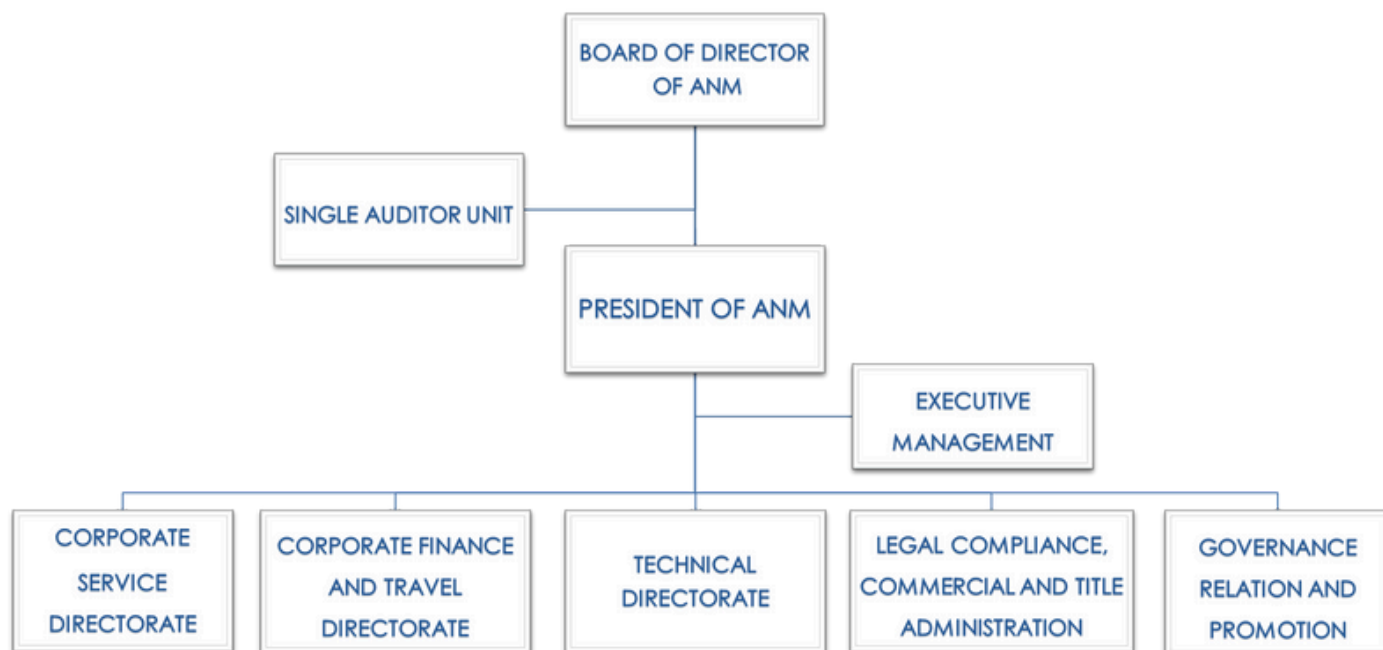 BOARD OF DIRECTOR
OF ANM
SINGLE AUDITOR UNIT
PRESIDENT OF ANM
EXECUTIVE
MANAGEMENT
CORPORATE
SERVICE
DIRECTORATE
CORPORATE FINANCE
AND TRAVEL
DIRECTORATE
TECHNICAL
DIRECTORATE
LEGAL COMPLIANCE,
COMMERCIAL AND TITLE
ADMINISTRATION
GOVERNANCE
RELATION AND
PROMOTION